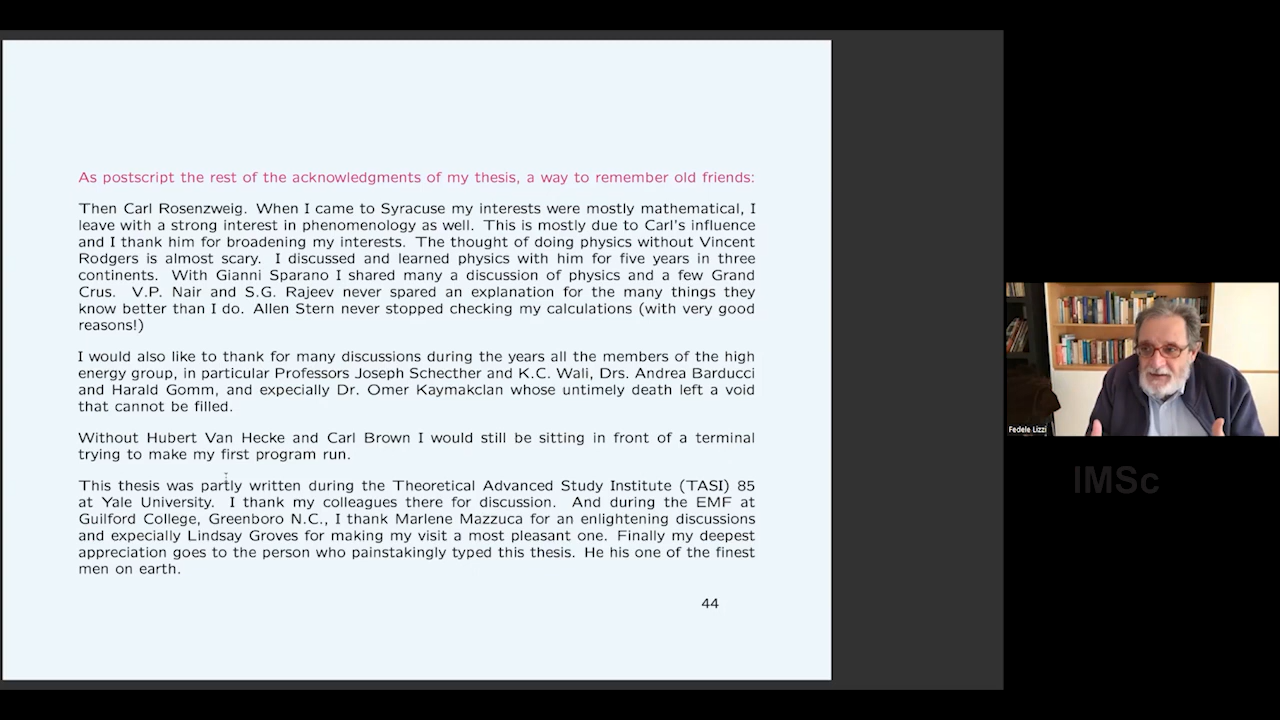 As postscript the rest of the acknowledgments of my thesis, a way to remember old friends:
Then Carl Rosenzweig. When I came to Syracuse my interests were mostly mathematical, I
leave with a strong interest in phenomenology as well. This is mostly due to Carl's influence
and I thank him for broadening my interests. The thought of doing physics without Vincent
Rodgers is almost scary. I discussed and learned physics with him for five years in three
continents. With Gianni Sparano I shared many a discussion of physics and a few Grand
Crus. V.P. Nair and S.G. Rajeev never spared an explanation for the many things they
know better than I do. Allen Stern never stopped checking my calculations (with very good
reasons!)
I would also like to thank for many discussions during the years all the members of the high
energy group, in particular Professors Joseph Schecther and K.C. Wali, Drs. Andrea Barducci
and Harald Gomm, and expecially Dr. Omer Kaymakclan whose untimely death left a void
that cannot be filled.
Without Hubert Van Hecke and Carl Brown I would still be sitting in front of a terminal
trying to make my first program run.
This thesis was partly written during the Theoretical Advanced Study Institute (TASI) 85
at Yale University. I thank my colleagues there for discussion. And during the EMF at
Guilford College, Greenboro N.C., I thank Marlene Mazzuca for an enlightening discussions
and expecially Lindsay Groves for making my visit a most pleasant one. Finally my deepest
appreciation goes to the person who painstakingly typed this thesis. He his one of the finest
men on earth.
44
Fedele Lizzi
IMSc